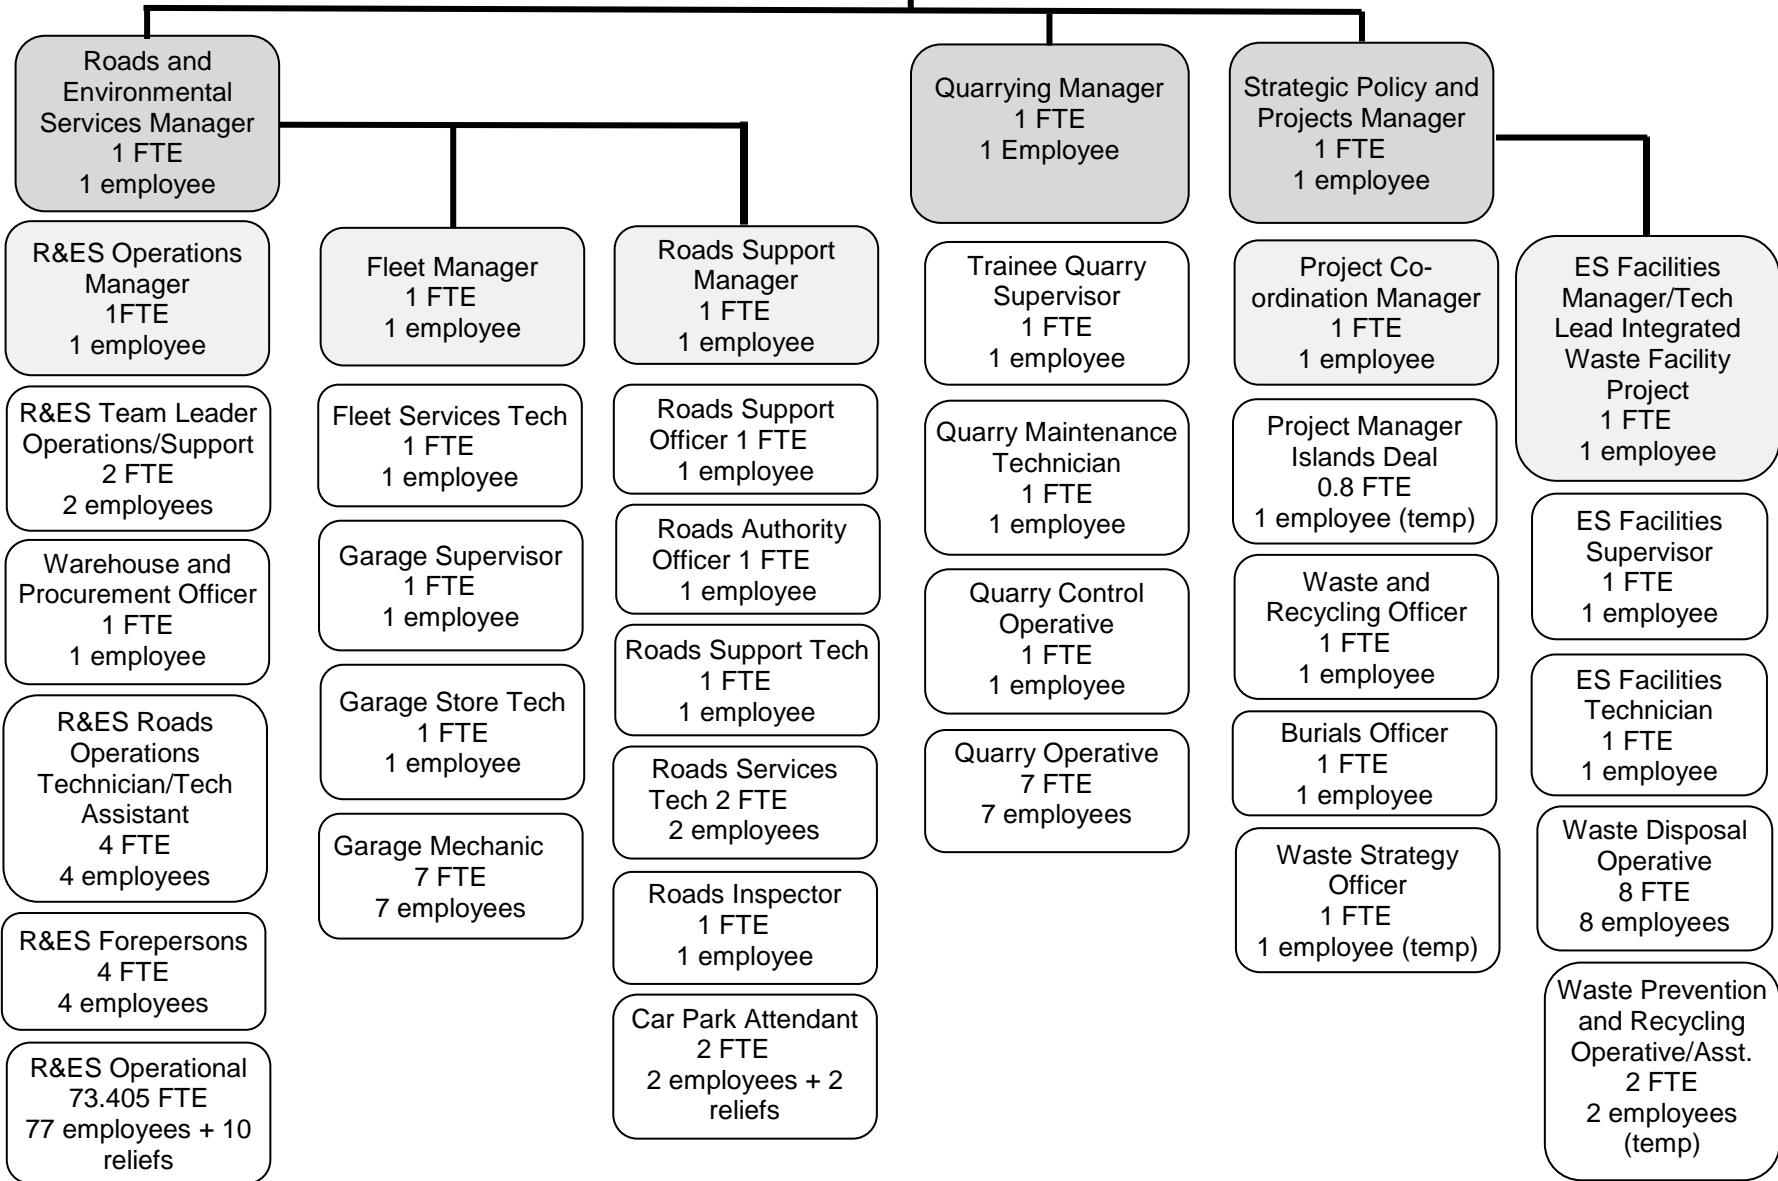 Roads and
Environmental
Services Manager
1 FTE
1 employee
Quarrying Manager
1 FTE
1 Employee
Strategic Policy and
Projects Manager
1 FTE
1 employee
R&ES Operations
Manager
1FTE
1 employee
R&ES Team Leader
Operations/Support
2 FTE
2 employees
Warehouse and
Procurement Officer
1 FTE
1 employee
R&ES Roads
Operations
Technician/Tech
Assistant
4 FTE
4 employees
R&ES Forepersons
4 FTE
4 employees
R&ES Operational
73.405 FTE
77 employees + 10
reliefs
Fleet Manager
1 FTE
1 employee
Fleet Services Tech
1 FTE
1 employee
Garage Supervisor
1 FTE
1 employee
Garage Store Tech
1 FTE
1 employee
Garage Mechanic
7 FTE
7 employees
Roads Support
Manager
1 FTE
1 employee
Roads Support
Officer 1 FTE
1 employee
Roads Authority
Officer 1 FTE
1 employee
Roads Support Tech
1 FTE
1 employee
Roads Services
Tech 2 FTE
2 employees
Roads Inspector
1 FTE
1 employee
Car Park Attendant
2 FTE
2 employees + 2
reliefs
Trainee Quarry
Supervisor
1 FTE
1 employee
Quarry Maintenance
Technician
1 FTE
1 employee
Quarry Control
Operative
1 FTE
1 employee
Quarry Operative
7 FTE
7 employees
Project Co-
ordination Manager
1 FTE
1 employee
Project Manager
Islands Deal
0.8 FTE
1 employee (temp)
Waste and
Recycling Officer
1 FTE
1 employee
Burials Officer
1 FTE
1 employee
Waste Strategy
Officer
1 FTE
1 employee (temp)
ES Facilities
Manager/Tech
Lead Integrated
Waste Facility
Project
1 FTE
1 employee
ES Facilities
Supervisor
1 FTE
1 employee
ES Facilities
Technician
1 FTE
1 employee
Waste Disposal
Operative
8 FTE
8 employees
Waste Prevention
and Recycling
Operative/Asst.
2 FTE
2 employees
(temp)